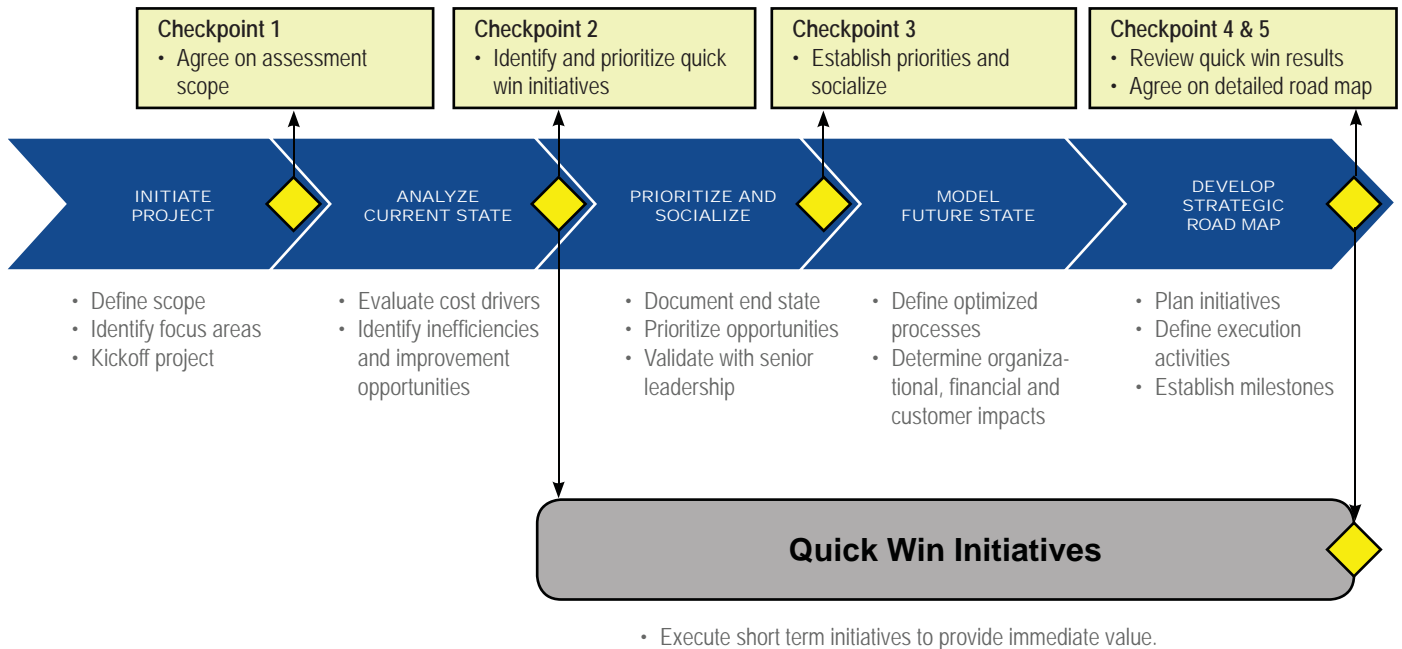 Checkpoint 1
• Agree on assessment
scope
Checkpoint 2
• Identify and prioritize quick
win initiatives
Checkpoint 3
• Establish priorities and
socialize
Checkpoint 4 & 5
• Review quick win results
• Agree on detailed road map
INITIATE
PROJECT
ANALYZE
CURRENT STATE
PRIORITIZE AND
SOCIALIZE
MODEL
FUTURE STATE
DEVELOP
STRATEGIC
ROAD MAP
• Define scope
• Identify focus areas
• Kickoff project
• Evaluate cost drivers
• Identify inefficiencies
and improvement
opportunities
• Document end state
• Prioritize opportunities
• Validate with senior
leadership
• Define optimized
processes
• Determine organiza-
tional, financial and
customer impacts
• Plan initiatives
• Define execution
activities
• Establish milestones
Quick Win Initiatives
• Execute short term initiatives to provide immediate value.